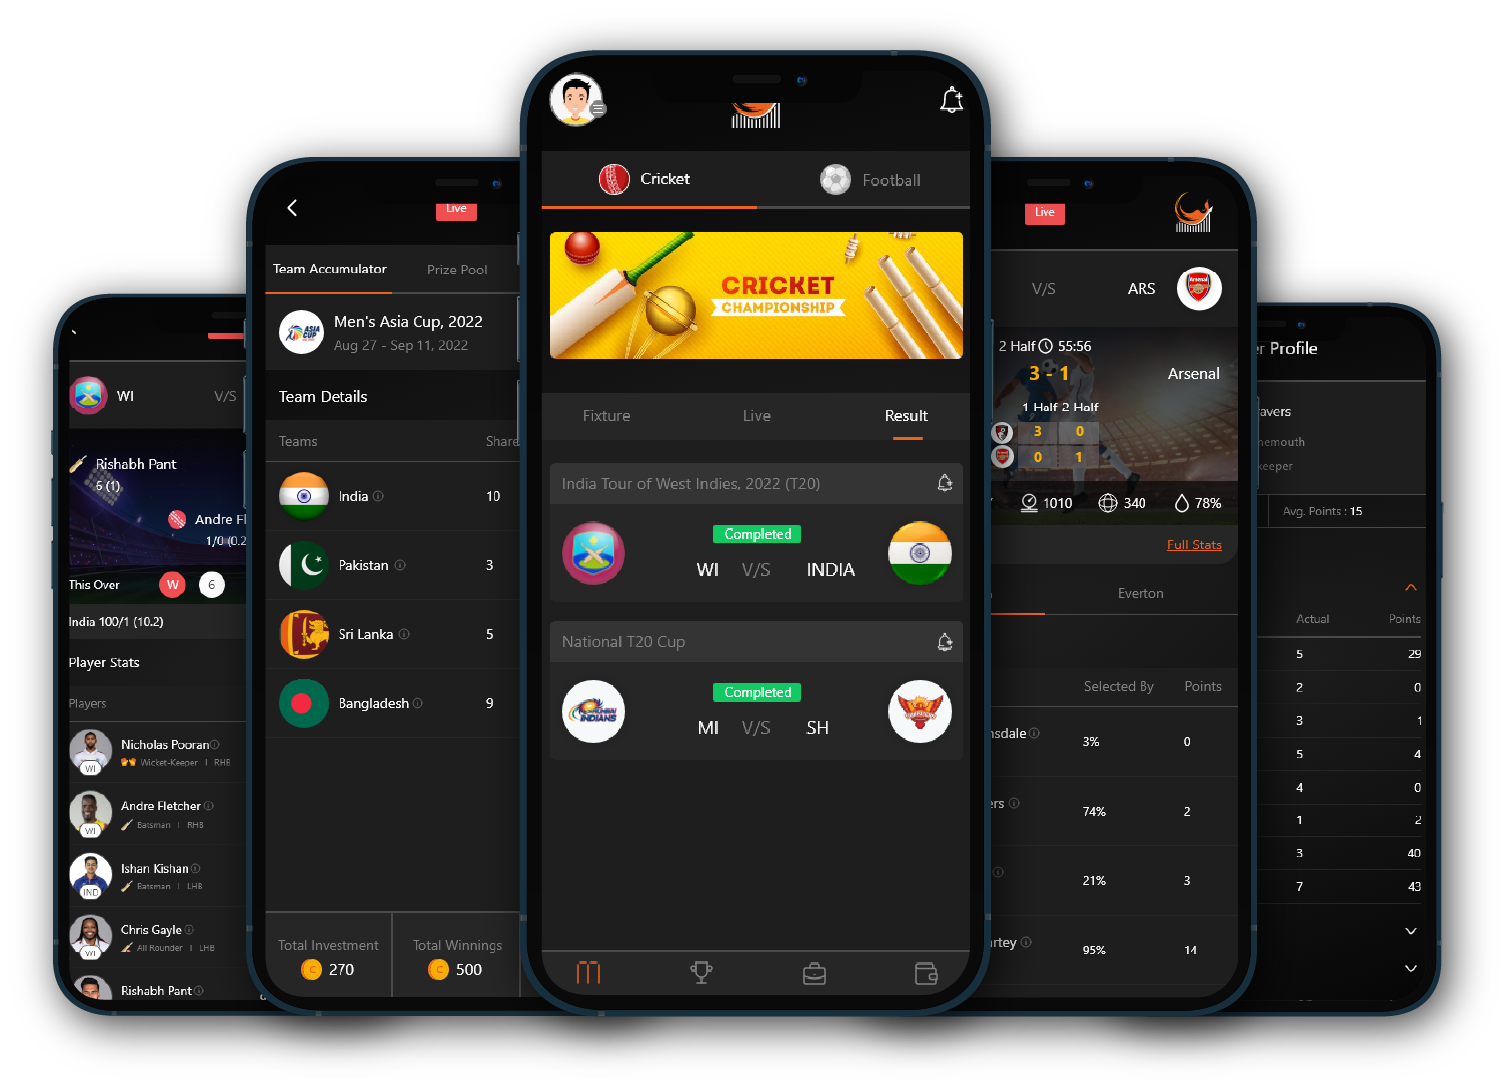 WI V/S
Rishabh Pant
6 (1)
Andre Fl
1/0 (0.2
This Over W 6
India 100/1 (10.2)
Player Stats
Players
Nicholas Pooran
WI Wicket-Keeper | RHB
Andre Fletcher
WI Batsman | RHB
Ishan Kishan
IND Batsman | LHB
Chris Gayle
WI All Rounder | LHB
Rishabh Pant
Live
Team Accumulator Prize Pool
ASIA CUP
Men's Asia Cup, 2022
Aug 27 - Sep 11, 2022
Team Details
Teams Share
India 10
Pakistan 3
Sri Lanka 5
Bangladesh 9
Total Investment Total Winnings
C 270 C 500
Cricket Football
CRICKET
CHAMPIONSHIP
Fixture Live Result
India Tour of West Indies, 2022 (T20)
Completed
WI V/S INDIA
National T20 Cup
Completed
MUMBAI
INDIANS
MI V/S SH
Live
V/S ARS
Arsenal
2 Half 55:56
3 - 1
Arsenal
1 Half 2 Half
3 0
0 1
1010 340 78%
Full Stats
Everton
Selected By Points
nsdale 3% 0
ers 74% 2
21% 3
rtey 95% 14
er Profile
avers
nemouth
keeper
Avg. Points : 15
Actual Points
5 29
2 0
3 1
5 4
4 0
1 2
3 40
7 43